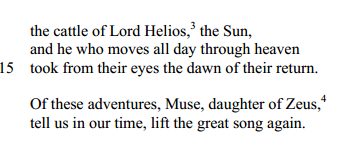 the cattle of Lord Helios,³ the Sun,
and he who moves all day through heaven
15 took from their eyes the dawn of their return.
Of these adventures, Muse, daughter of Zeus,⁴
tell us in our time, lift the great song again.